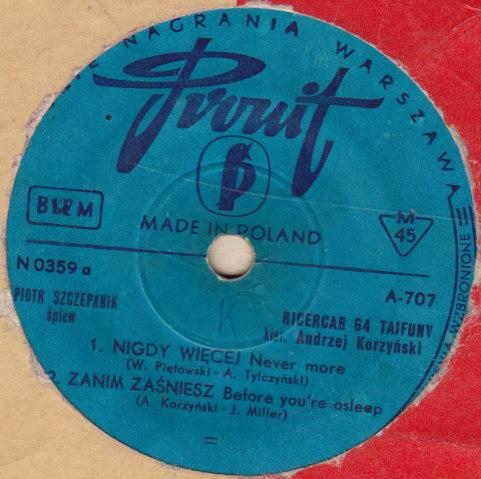 NAGRANIA WARSZAWA
Pronit
P
BIEM
MADE IN POLAND
M
45
N 0359 a
A-707
PIOTR SZCZEPANIK
śpiew
RICERCAR 64 TAJFUNY
kier. Andrzej Korzyński
K
1. NIGDY WIĘCEJ Never more
(W. Piętowski - A. Tylczyński)
2. ZANIM ZAŚNIESZ Before you're asleep
(A. Korzyński - J. Miller)
WZBRONIONE